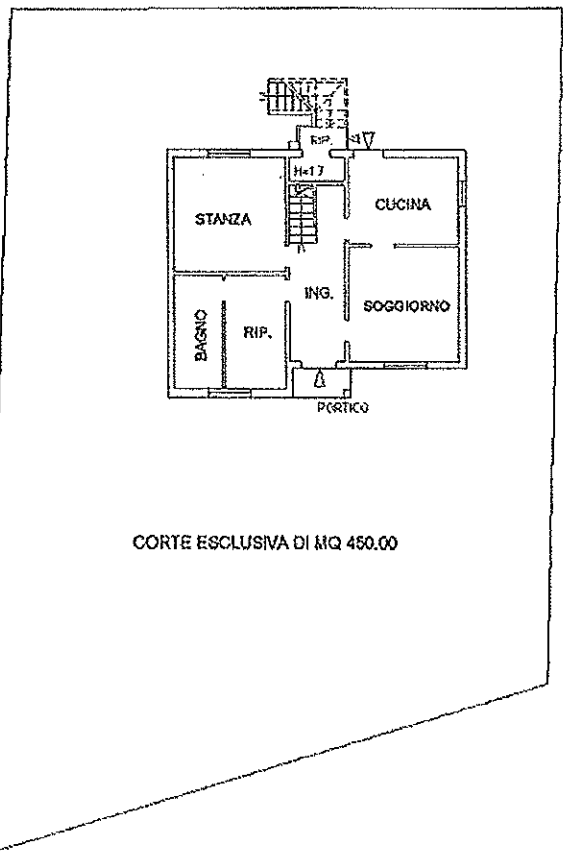 RIP.
H=1.7
STANZA
CUCINA
ING.
SOGGIORNO
BAGNO
RIP.
PORTICO
CORTE ESCLUSIVA DI MQ 450.00